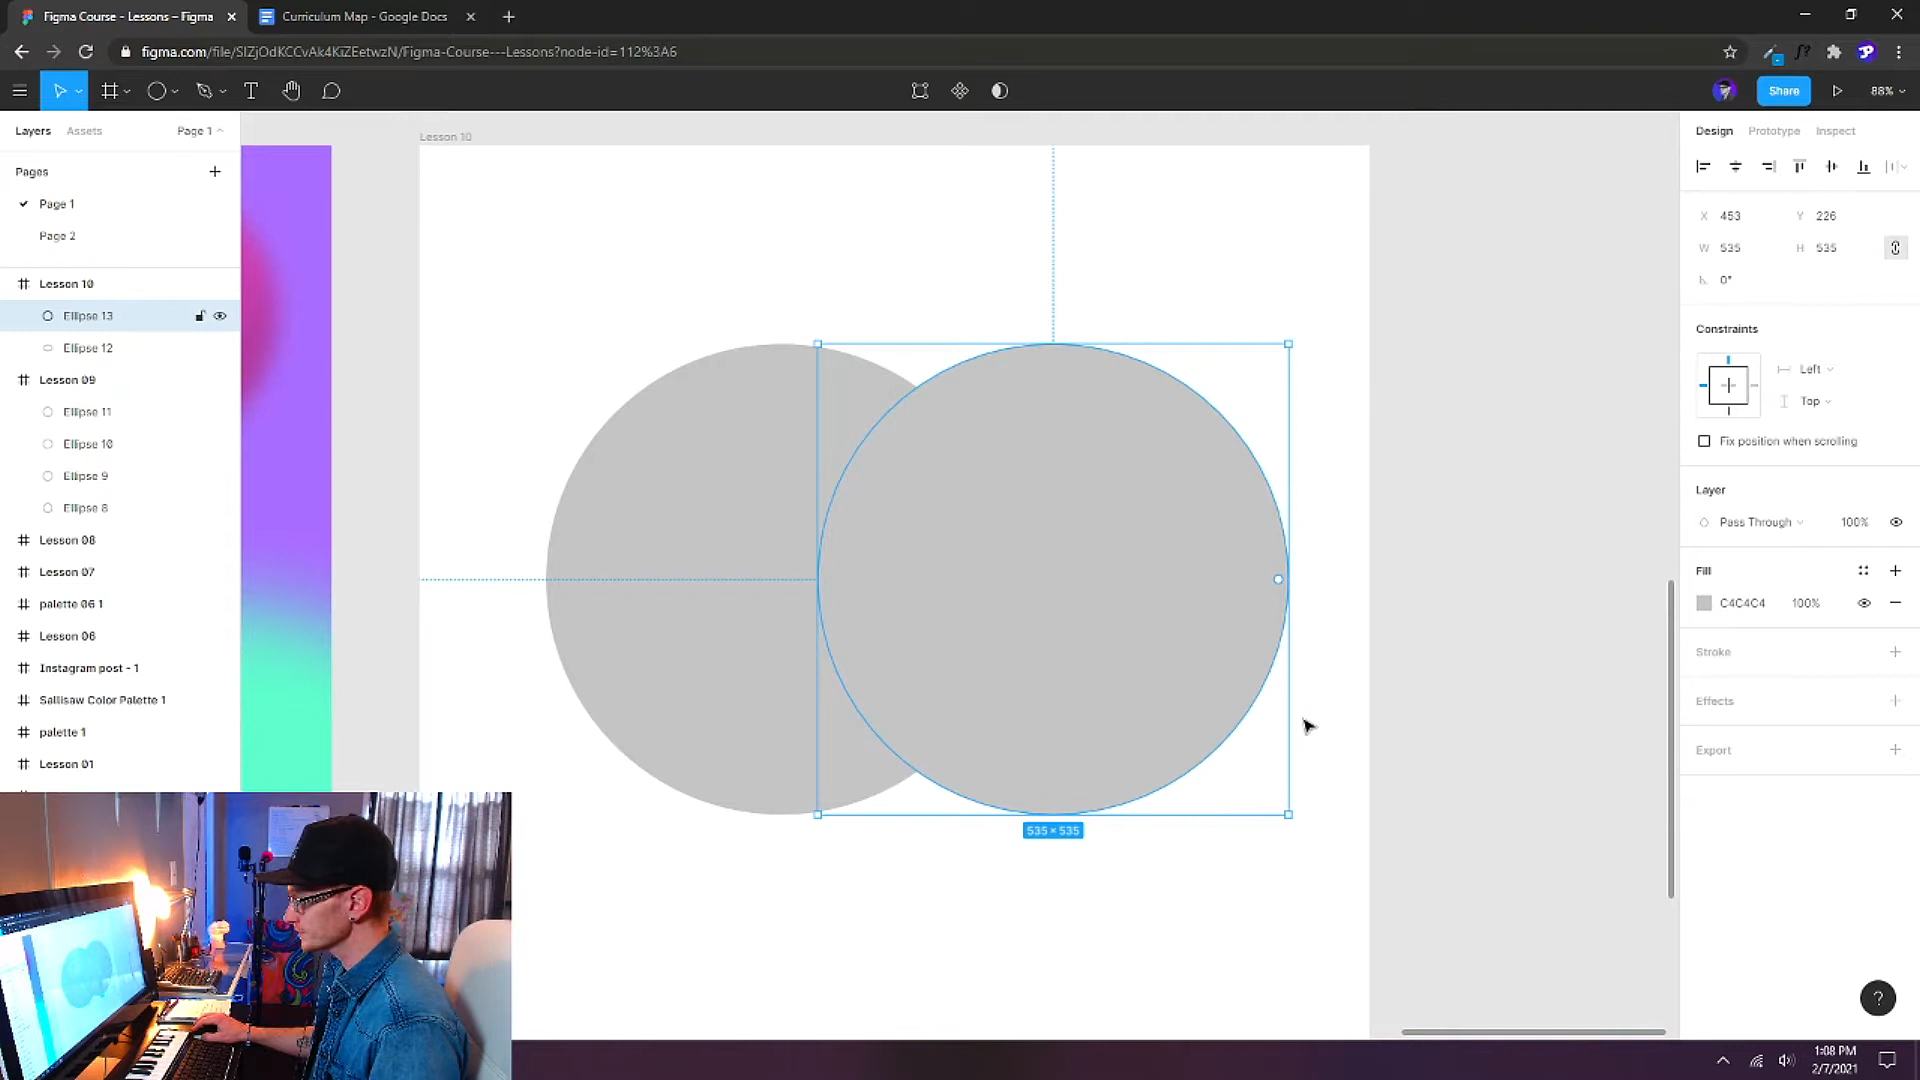 Figma Course - Lessons – Figma
Curriculum Map - Google Docs
figma.com/file/SlZjOdKCCvAk4KiZEetwzN/Figma-Course---Lessons?node-id=112%3A6
Share
88%
Layers
Assets
Page 1
Design
Prototype
Inspect
Lesson 10
Pages
Page 1
Page 2
Lesson 10
Ellipse 13
Ellipse 12
Lesson 09
Ellipse 11
Ellipse 10
Ellipse 9
Ellipse 8
Lesson 08
Lesson 07
palette 06 1
Lesson 06
Instagram post - 1
Sallisaw Color Palette 1
palette 1
Lesson 01
535 × 535
X 453 Y 226
W 535 H 535
0°
Constraints
Left
Top
Fix position when scrolling
Layer
Pass Through 100%
Fill
C4C4C4 100%
Stroke
Effects
Export
?
1:08 PM
2/7/2021